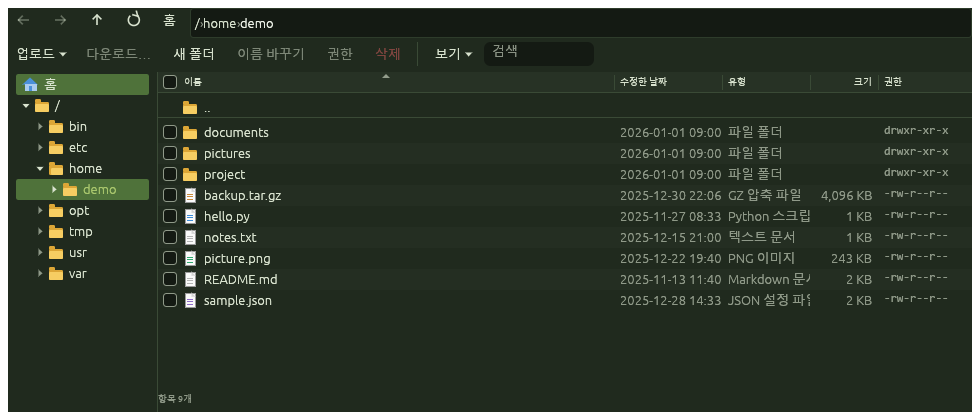 홈 /›home›demo
업로드 다운로드... 새 폴더 이름 바꾸기 권한 삭제 보기 검색
홈
/
bin
etc
home
demo
opt
tmp
usr
var
이름 수정한 날짜 유형 크기 권한
..
documents 2026-01-01 09:00 파일 폴더 drwxr-xr-x
pictures 2026-01-01 09:00 파일 폴더 drwxr-xr-x
project 2026-01-01 09:00 파일 폴더 drwxr-xr-x
backup.tar.gz 2025-12-30 22:06 GZ 압축 파일 4,096 KB -rw-r--r--
hello.py 2025-11-27 08:33 Python 스크립 1 KB -rw-r--r--
notes.txt 2025-12-15 21:00 텍스트 문서 1 KB -rw-r--r--
picture.png 2025-12-22 19:40 PNG 이미지 243 KB -rw-r--r--
README.md 2025-11-13 11:40 Markdown 문서 2 KB -rw-r--r--
sample.json 2025-12-28 14:33 JSON 설정 파일 2 KB -rw-r--r--
항목 9개